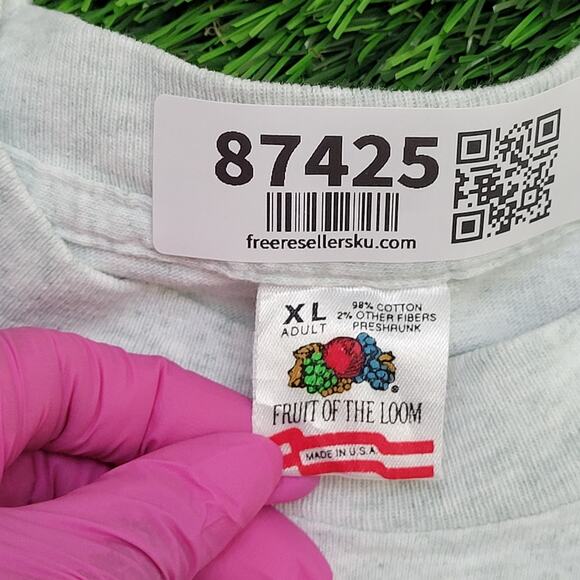 87425
freeresellersku.com
XL
ADULT
98% COTTON
2% OTHER FIBERS
PRESHRUNK
®
FRUIT OF THE LOOM
MADE IN U.S.A.